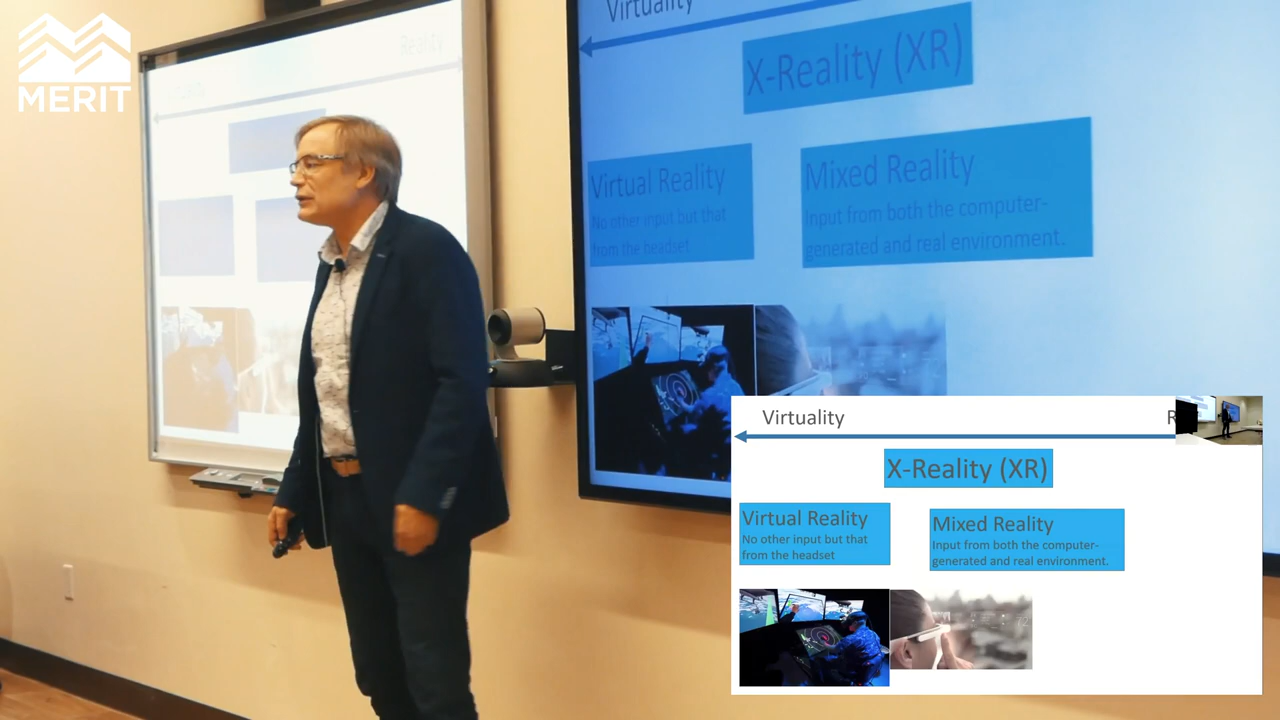 MERIT
Reality
Virtuality
X-Reality (XR)
Virtual Reality
No other input but that
from the headset
Mixed Reality
Input from both the computer-
generated and real environment.
Virtuality
R
X-Reality (XR)
Virtual Reality
No other input but that
from the headset
Mixed Reality
Input from both the computer-
generated and real environment.